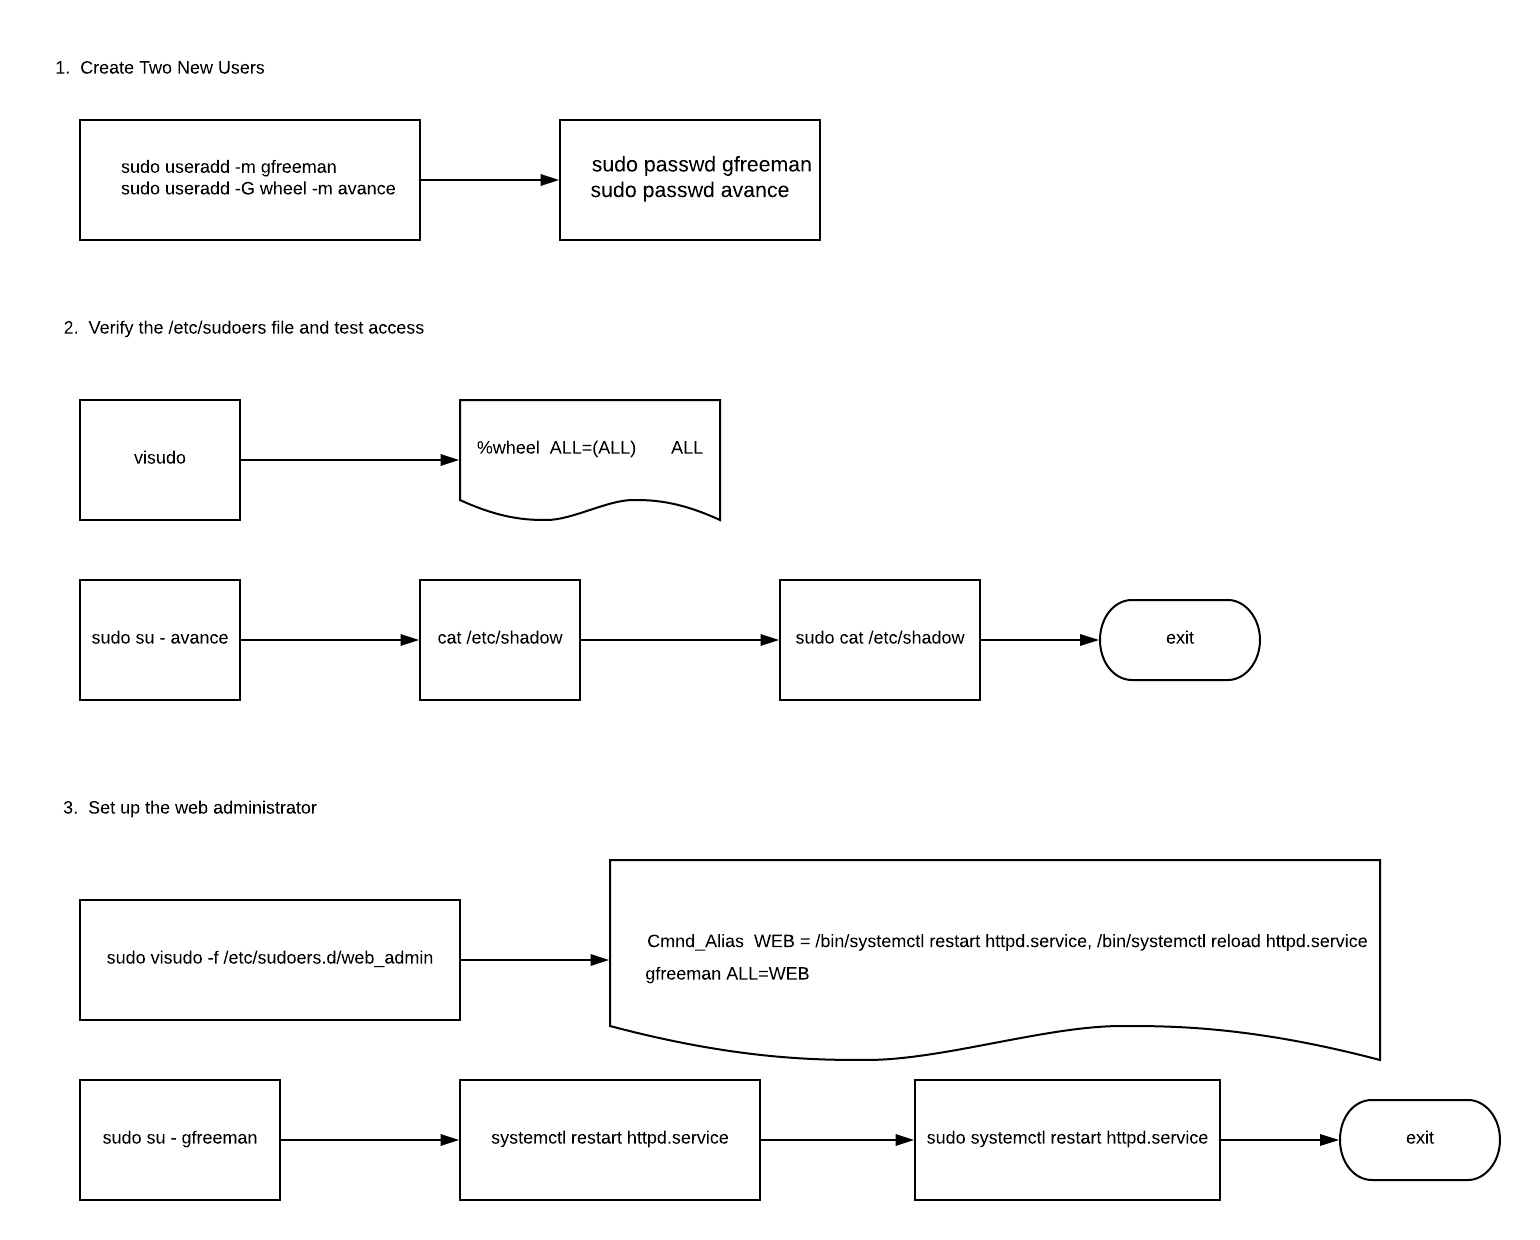 1. Create Two New Users
sudo useradd -m gfreeman
sudo useradd -G wheel -m avance
sudo passwd gfreeman
sudo passwd avance
2. Verify the /etc/sudoers file and test access
visudo
%wheel ALL=(ALL) ALL
sudo su - avance
cat /etc/shadow
sudo cat /etc/shadow
exit
3. Set up the web administrator
sudo visudo -f /etc/sudoers.d/web_admin
Cmnd_Alias WEB = /bin/systemctl restart httpd.service, /bin/systemctl reload httpd.service
gfreeman ALL=WEB
sudo su - gfreeman
systemctl restart httpd.service
sudo systemctl restart httpd.service
exit